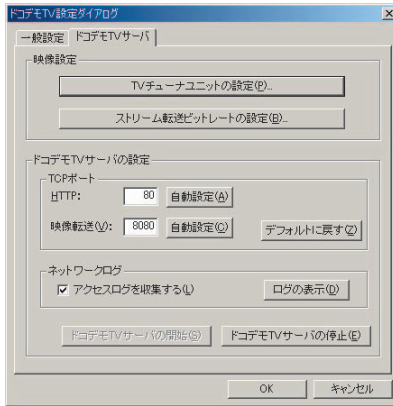 ドコデモTV設定ダイアログ
一般設定 ドコデモTVサーバ
映像設定
TVチューナユニットの設定(P)...
ストリーム転送ビットレートの設定(B)...
ドコデモTVサーバの設定
TCPポート
HTTP: 80 自動設定(A)
映像転送(V): 8080 自動設定(C)
デフォルトに戻す(Z)
ネットワークログ
アクセスログを収集する(L) ログの表示(D)
ドコデモTVサーバの開始(S) ドコデモTVサーバの停止(E)
OK キャンセル